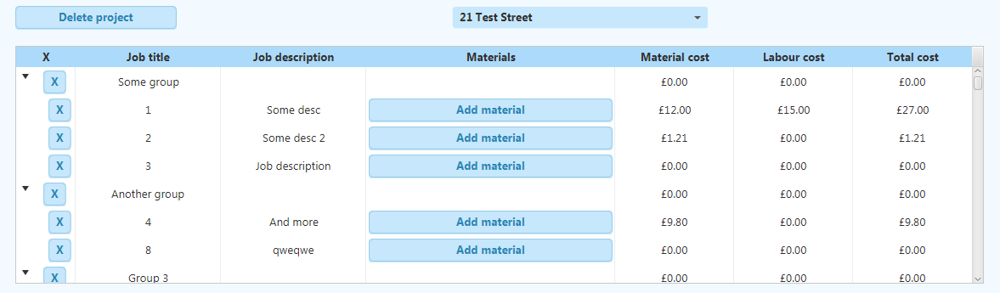 Delete project 21 Test Street
X Job title Job description Materials Material cost Labour cost Total cost
X Some group £0.00 £0.00 £0.00
X 1 Some desc Add material £12.00 £15.00 £27.00
X 2 Some desc 2 Add material £1.21 £0.00 £1.21
X 3 Job description Add material £0.00 £0.00 £0.00
X Another group £0.00 £0.00 £0.00
X 4 And more Add material £9.80 £0.00 £9.80
X 8 qweqwe Add material £0.00 £0.00 £0.00
X Group 3 £0.00 £0.00 £0.00